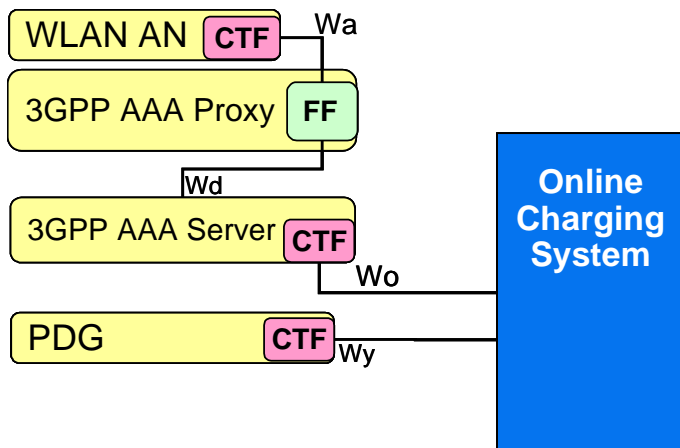 WLAN AN
CTF
Wa
3GPP AAA Proxy
FF
Wd
3GPP AAA Server
CTF
Wo
PDG
CTF
Wy
Online
Charging
System